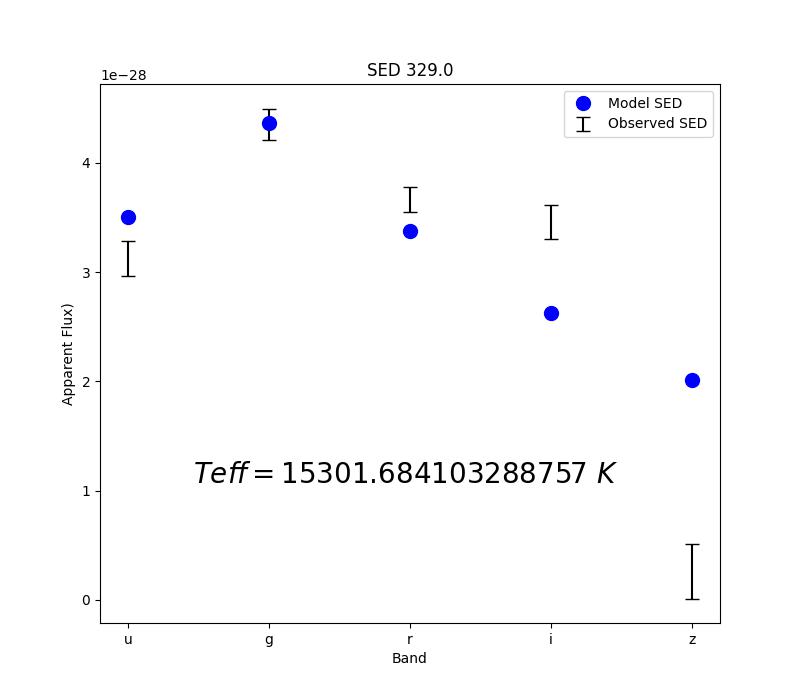 SED 329.0
1e−28
Model SED
Observed SED
4
3
2
1
0
Apparent Flux)
Teff = 15301.684103288757 K
u g r i z
Band